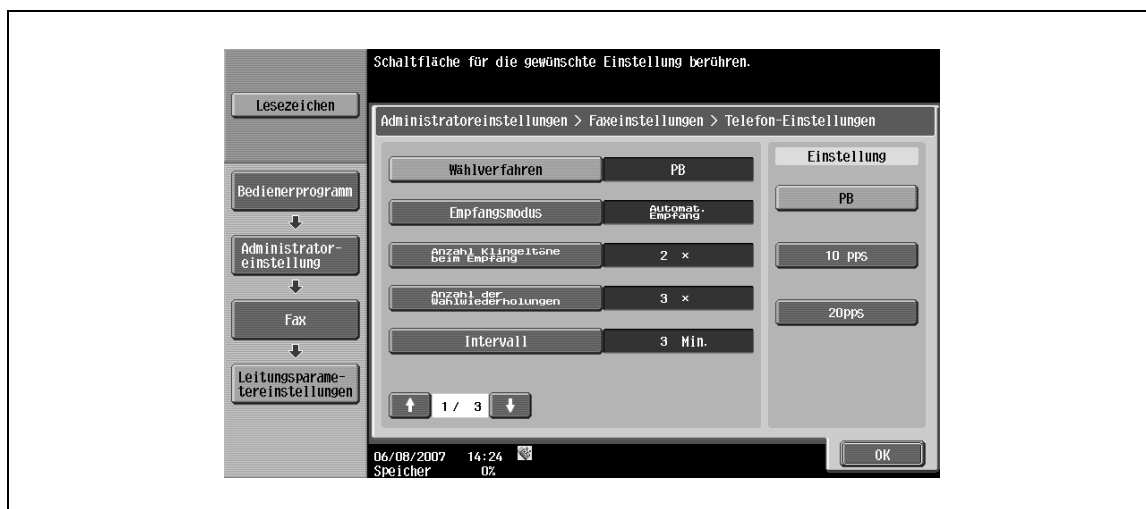 Schaltfläche für die gewünschte Einstellung berühren.
Lesezeichen
Administratoreinstellungen > Faxeinstellungen > Telefon-Einstellungen
Bedienerprogramm
Administrator-
einstellung
Fax
Leitungsparame-
tereinstellungen
Wählverfahren
PB
Empfangsmodus
Automat.
Empfang
Anzahl Klingeltöne
beim Empfang
2 ×
Anzahl der
Wahlwiederholungen
3 ×
Intervall
3 Min.
1/ 3
Einstellung
PB
10 pps
20pps
06/08/2007 14:24
Speicher 0%
OK